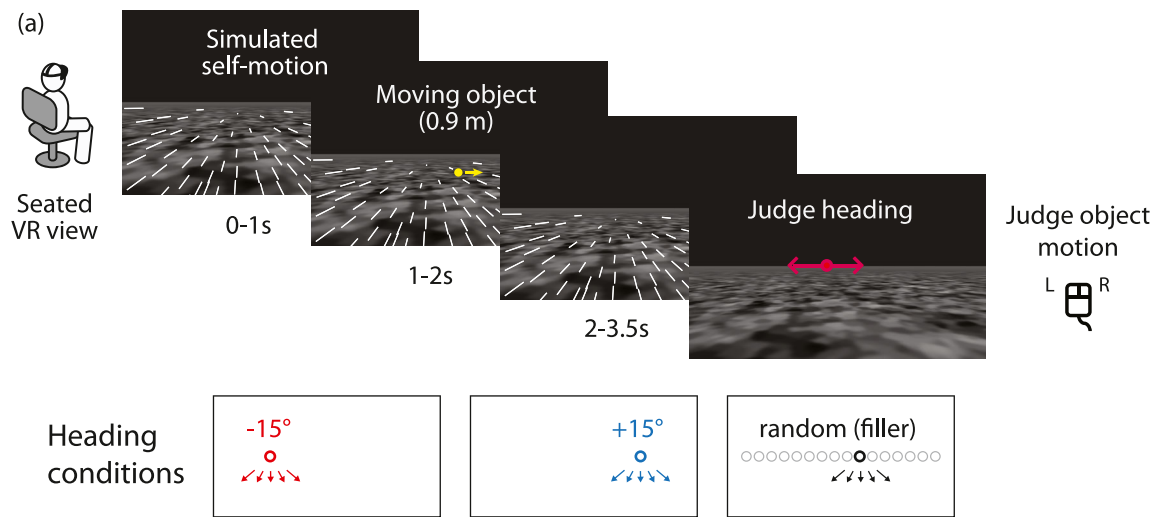 (a)
Simulated
self-motion
Moving object
(0.9 m)
Judge heading
Seated
VR view
0-1s
1-2s
2-3.5s
Judge object
motion
L R
Heading
conditions
-15°
+15°
random (filler)